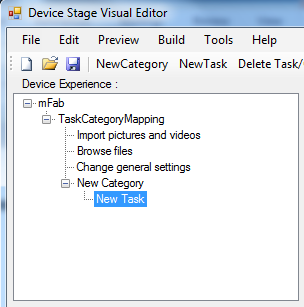 Device Stage Visual Editor
File Edit Preview Build Tools Help
NewCategory NewTask Delete Task/
Device Experience :
mFab
TaskCategoryMapping
Import pictures and videos
Browse files
Change general settings
New Category
New Task